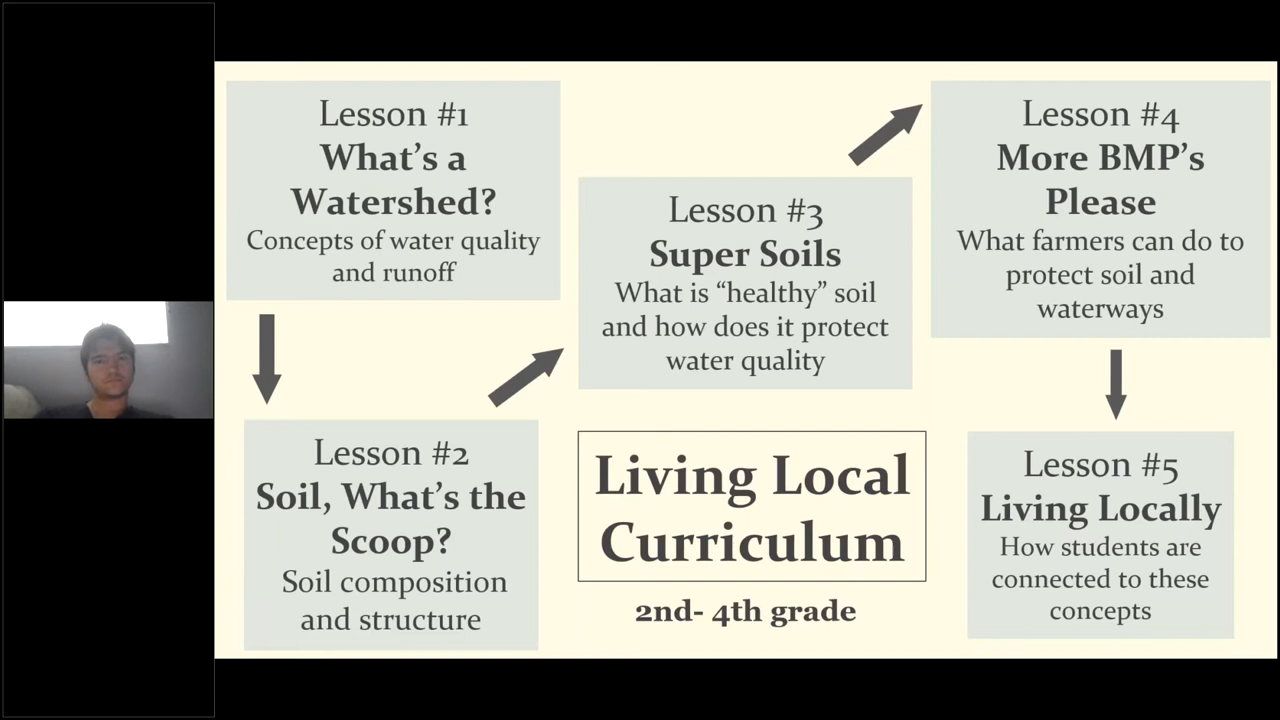 Lesson #1
What's a
Watershed?
Concepts of water quality
and runoff
Lesson #2
Soil, What's the
Scoop?
Soil composition
and structure
Lesson #3
Super Soils
What is “healthy” soil
and how does it protect
water quality
Lesson #4
More BMP's
Please
What farmers can do to
protect soil and
waterways
Lesson #5
Living Locally
How students are
connected to these
concepts
Living Local
Curriculum
2nd- 4th grade